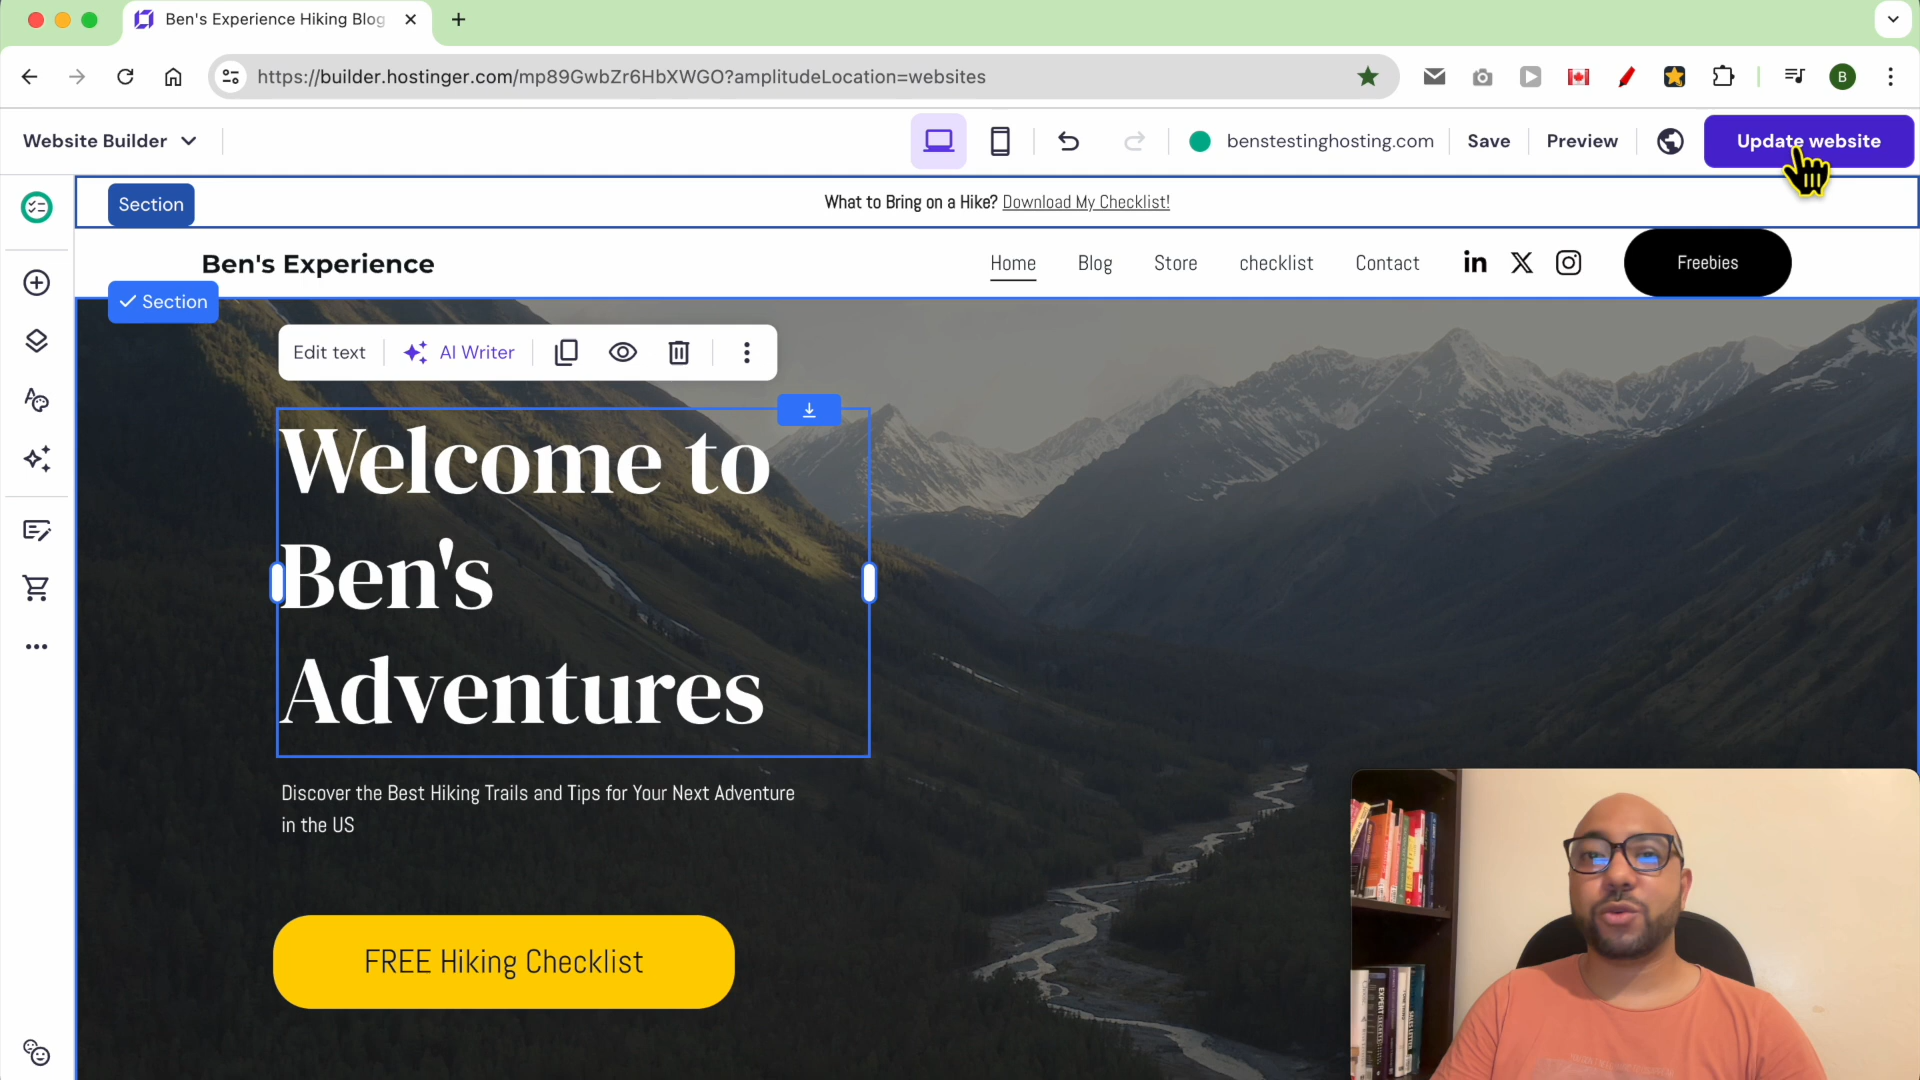 Ben's Experience Hiking Blog
https://builder.hostinger.com/mp89GwbZr6HbXWGO?amplitudeLocation=websites
B
Website Builder
benstestinghosting.com
Save
Preview
Update website
Section
What to Bring on a Hike? Download My Checklist!
Ben's Experience
Home
Blog
Store
checklist
Contact
in
X
Freebies
Section
Edit text
AI Writer
Welcome to
Ben's
Adventures
Discover the Best Hiking Trails and Tips for Your Next Adventure
in the US
FREE Hiking Checklist
EXPERT